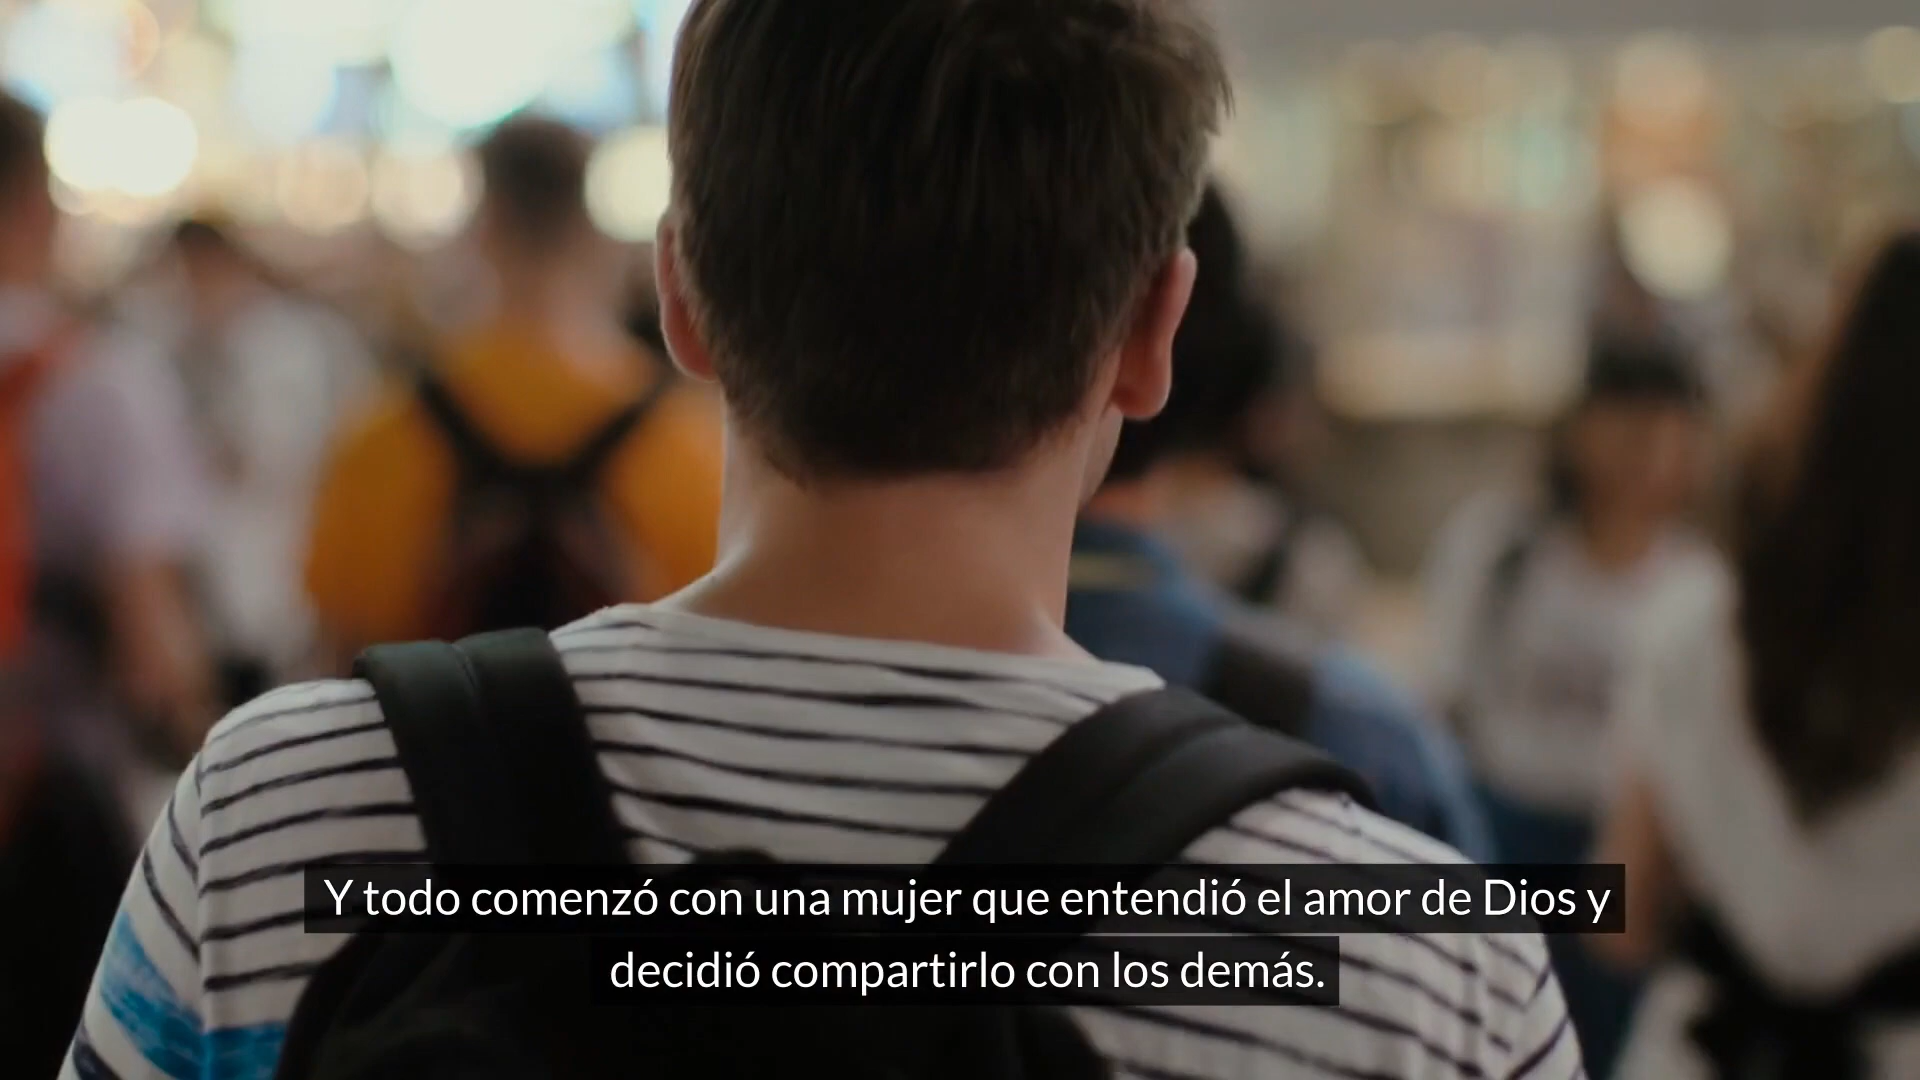 Y todo comenzó con una mujer que entendió el amor de Dios y
decidió compartirlo con los demás.